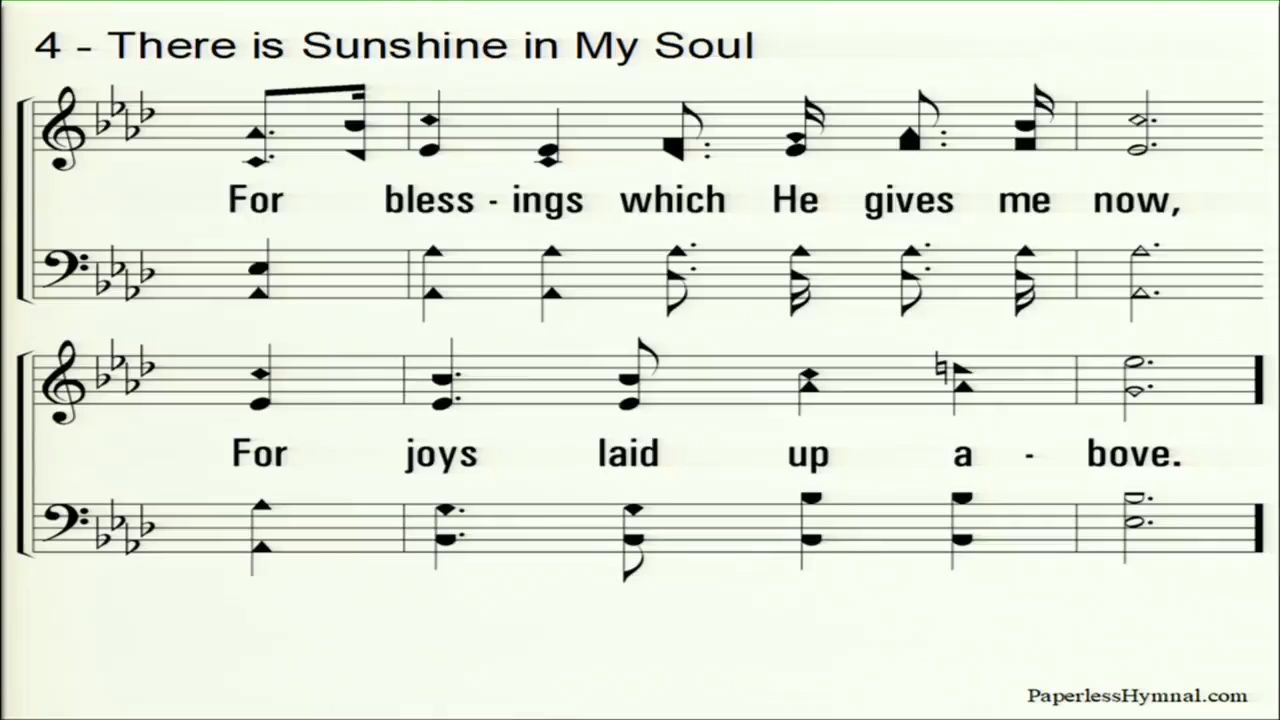 4 - There is Sunshine in My Soul
For bless - ings which He gives me now,
For joys laid up a - bove.
PaperlessHymnal.com